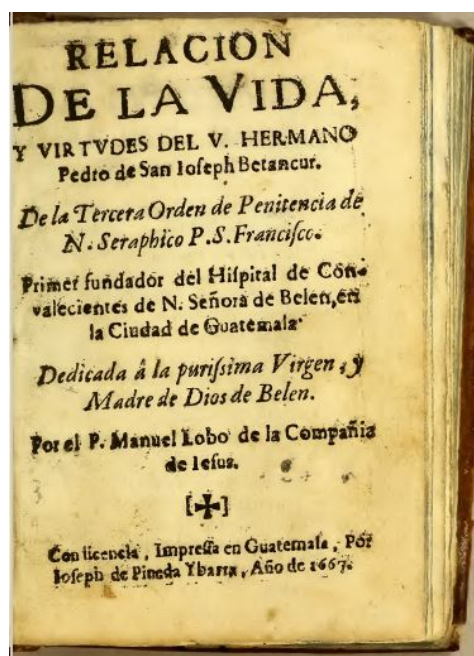 RELACION
DE LA VIDA,
Y VIRTVDES DEL V. HERMANO
Pedro de San Ioseph Betancur.
De la Tercera Orden de Penitencia de
N. Seraphico P. S. Francisco.
Primer fundador del Hispital de Con-
valecientes de N. Señora de Belen, en
la Ciudad de Guatemala.
Dedicada â la purissima Virgen, y
Madre de Dios de Belen.
Por el P. Manuel Lobo de la Compañia
de Iesus.
[✠]
Con licencia, Impressa en Guatemala, Por
Ioseph de Pineda Ybarra, Año de 1667.